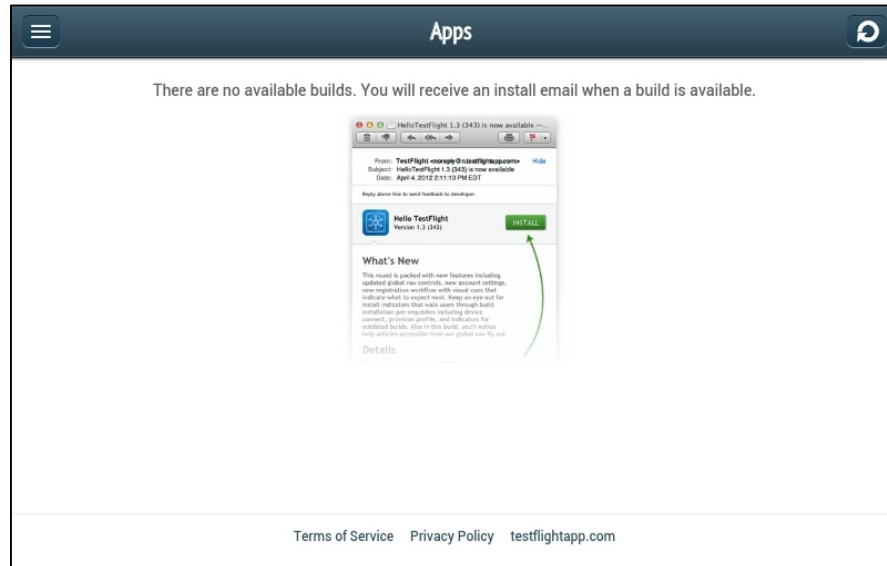 Apps
There are no available builds. You will receive an install email when a build is available.
HelloTestFlight 1.3 (343) is now available —...
From: TestFlight <noreply@n.testflightapp.com> Hide
Subject: HelloTestFlight 1.3 (343) is now available
Date: April 4, 2012 2:11:13 PM EDT
Reply above line to send feedback to developer.
Hello TestFlight
Version 1.3 (343)
INSTALL
What's New
This round is packed with new features including
updated global nav controls, new account settings,
new registration workflow with visual cues that
indicate what to expect next. Keep an eye out for
install indicators that walk users through build
installation pre-requisites including device
connect, provision profile, and indicators for
outdated builds. Also in this build, you'll notice
help articles accessible from our global nav fly out.
Details
Terms of Service Privacy Policy testflightapp.com